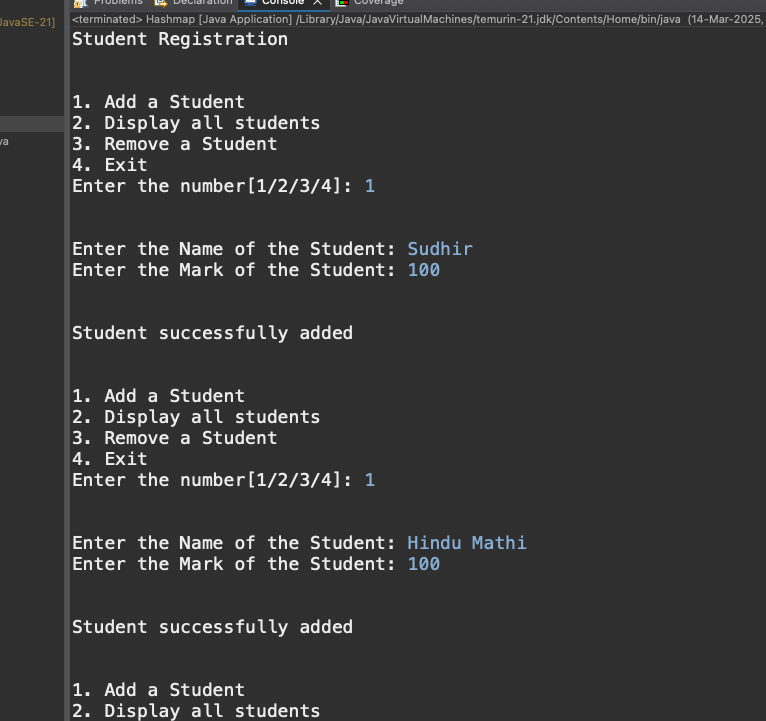 Problems Declaration Console Coverage
JavaSE-21]
<terminated> Hashmap [Java Application] /Library/Java/JavaVirtualMachines/temurin-21.jdk/Contents/Home/bin/java (14-Mar-2025,
Student Registration
1. Add a Student
2. Display all students
3. Remove a Student
va
4. Exit
Enter the number[1/2/3/4]: 1
Enter the Name of the Student: Sudhir
Enter the Mark of the Student: 100
Student successfully added
1. Add a Student
2. Display all students
3. Remove a Student
4. Exit
Enter the number[1/2/3/4]: 1
Enter the Name of the Student: Hindu Mathi
Enter the Mark of the Student: 100
Student successfully added
1. Add a Student
2. Display all students